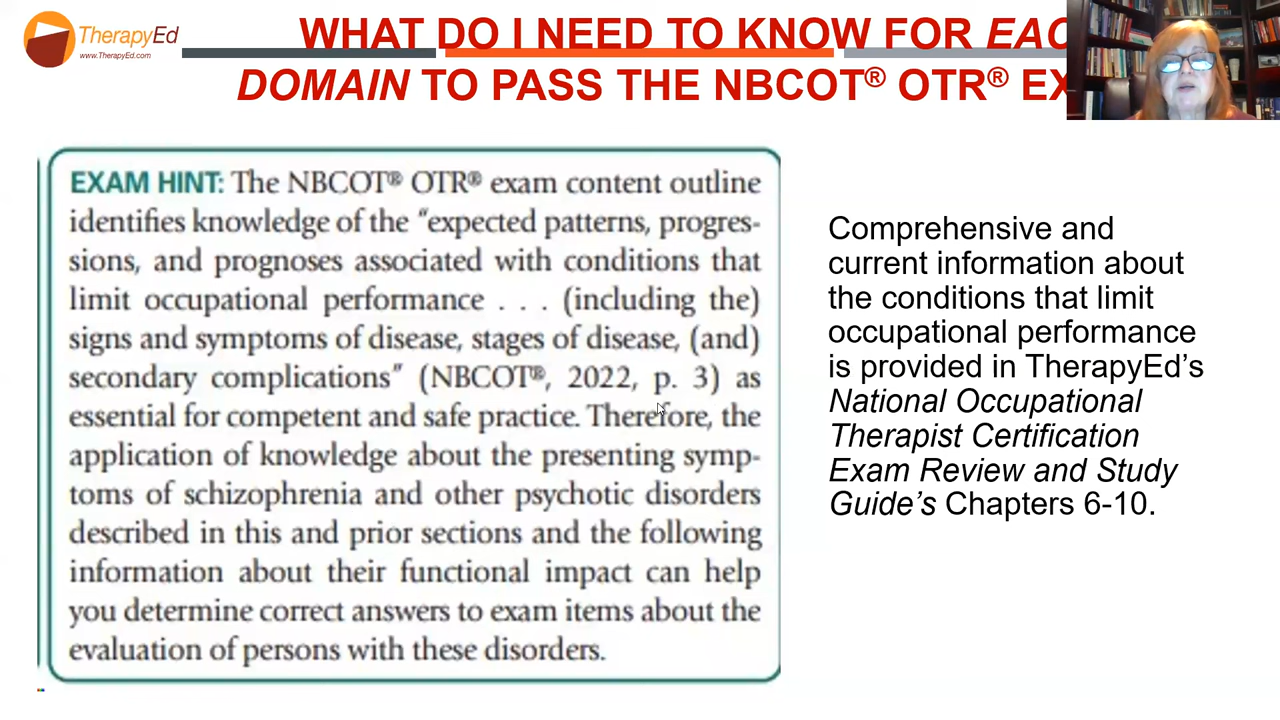 TherapyEd
www.TherapyEd.com
WHAT DO I NEED TO KNOW FOR EAC
DOMAIN TO PASS THE NBCOT® OTR® EX
EXAM HINT: The NBCOT® OTR® exam content outline
identifies knowledge of the "expected patterns, progres-
sions, and prognoses associated with conditions that
limit occupational performance . . . (including the)
signs and symptoms of disease, stages of disease, (and)
secondary complications" (NBCOT®, 2022, p. 3) as
essential for competent and safe practice. Therefore, the
application of knowledge about the presenting symp-
toms of schizophrenia and other psychotic disorders
described in this and prior sections and the following
information about their functional impact can help
you determine correct answers to exam items about the
evaluation of persons with these disorders.
Comprehensive and
current information about
the conditions that limit
occupational performance
is provided in TherapyEd’s
National Occupational
Therapist Certification
Exam Review and Study
Guide’s Chapters 6-10.